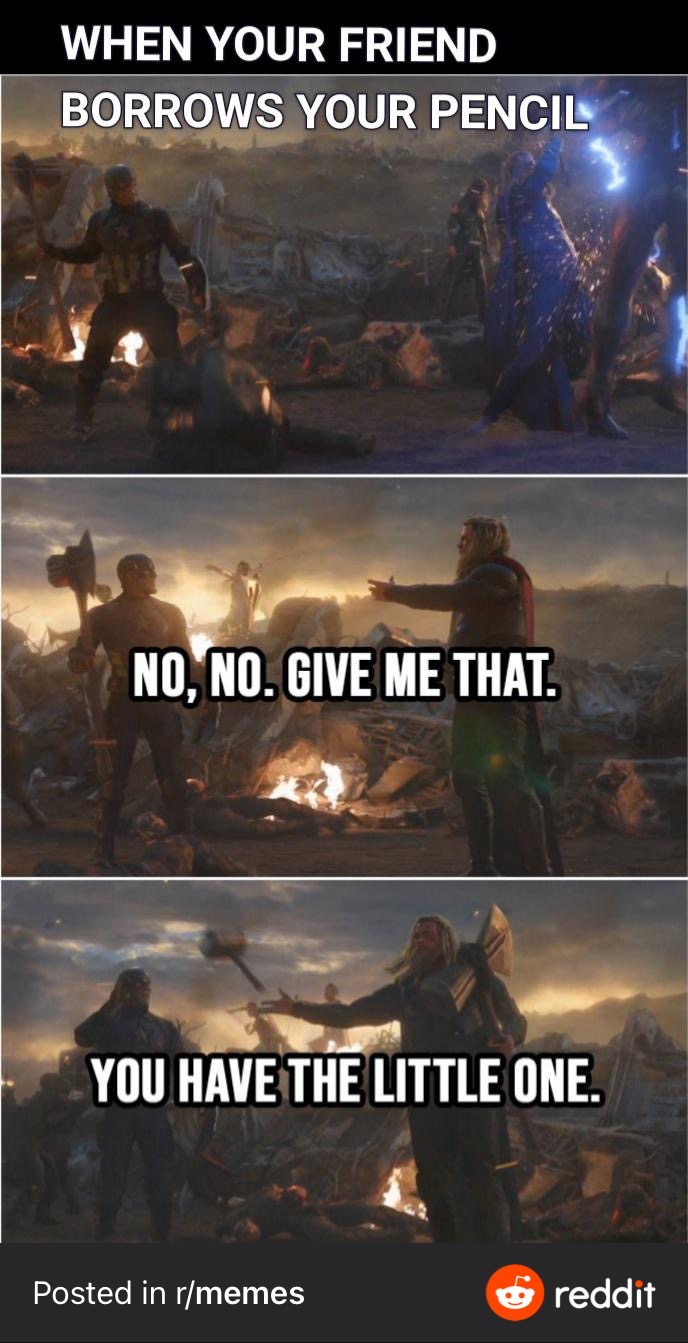 WHEN YOUR FRIEND
BORROWS YOUR PENCIL
NO, NO. GIVE ME THAT.
YOU HAVE THE LITTLE ONE.
Posted in r/memes
reddit